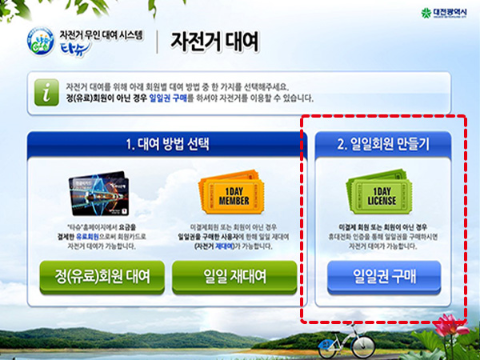 자전거 무인 대여 시스템
타슈
자전거 대여
대전광역시
자전거 대여를 위해 아래 회원별 대여 방법 중 한 가지를 선택해주세요.
정(유료)회원이 아닌 경우 일일권 구매를 하셔야 자전거를 이용할 수 있습니다.
1. 대여 방법 선택
1DAY
MEMBER
"타슈"홈페이지에서 요금을
결제한 유료회원으로써 회원카드로
자전거 대여가 가능합니다.
정(유료)회원 대여
미결제회원 또는 회원이 아닌 경우
일일권을 구매한 사용자에 한해 일일 재대여
(자전거 재대여)가 가능합니다.
일일 재대여
2. 일일회원 만들기
1DAY
LICENSE
미결제 회원 또는 회원이 아닌 경우
휴대전화 인증을 통해 일일권을 구매하시면
자전거 대여가 가능합니다.
일일권 구매